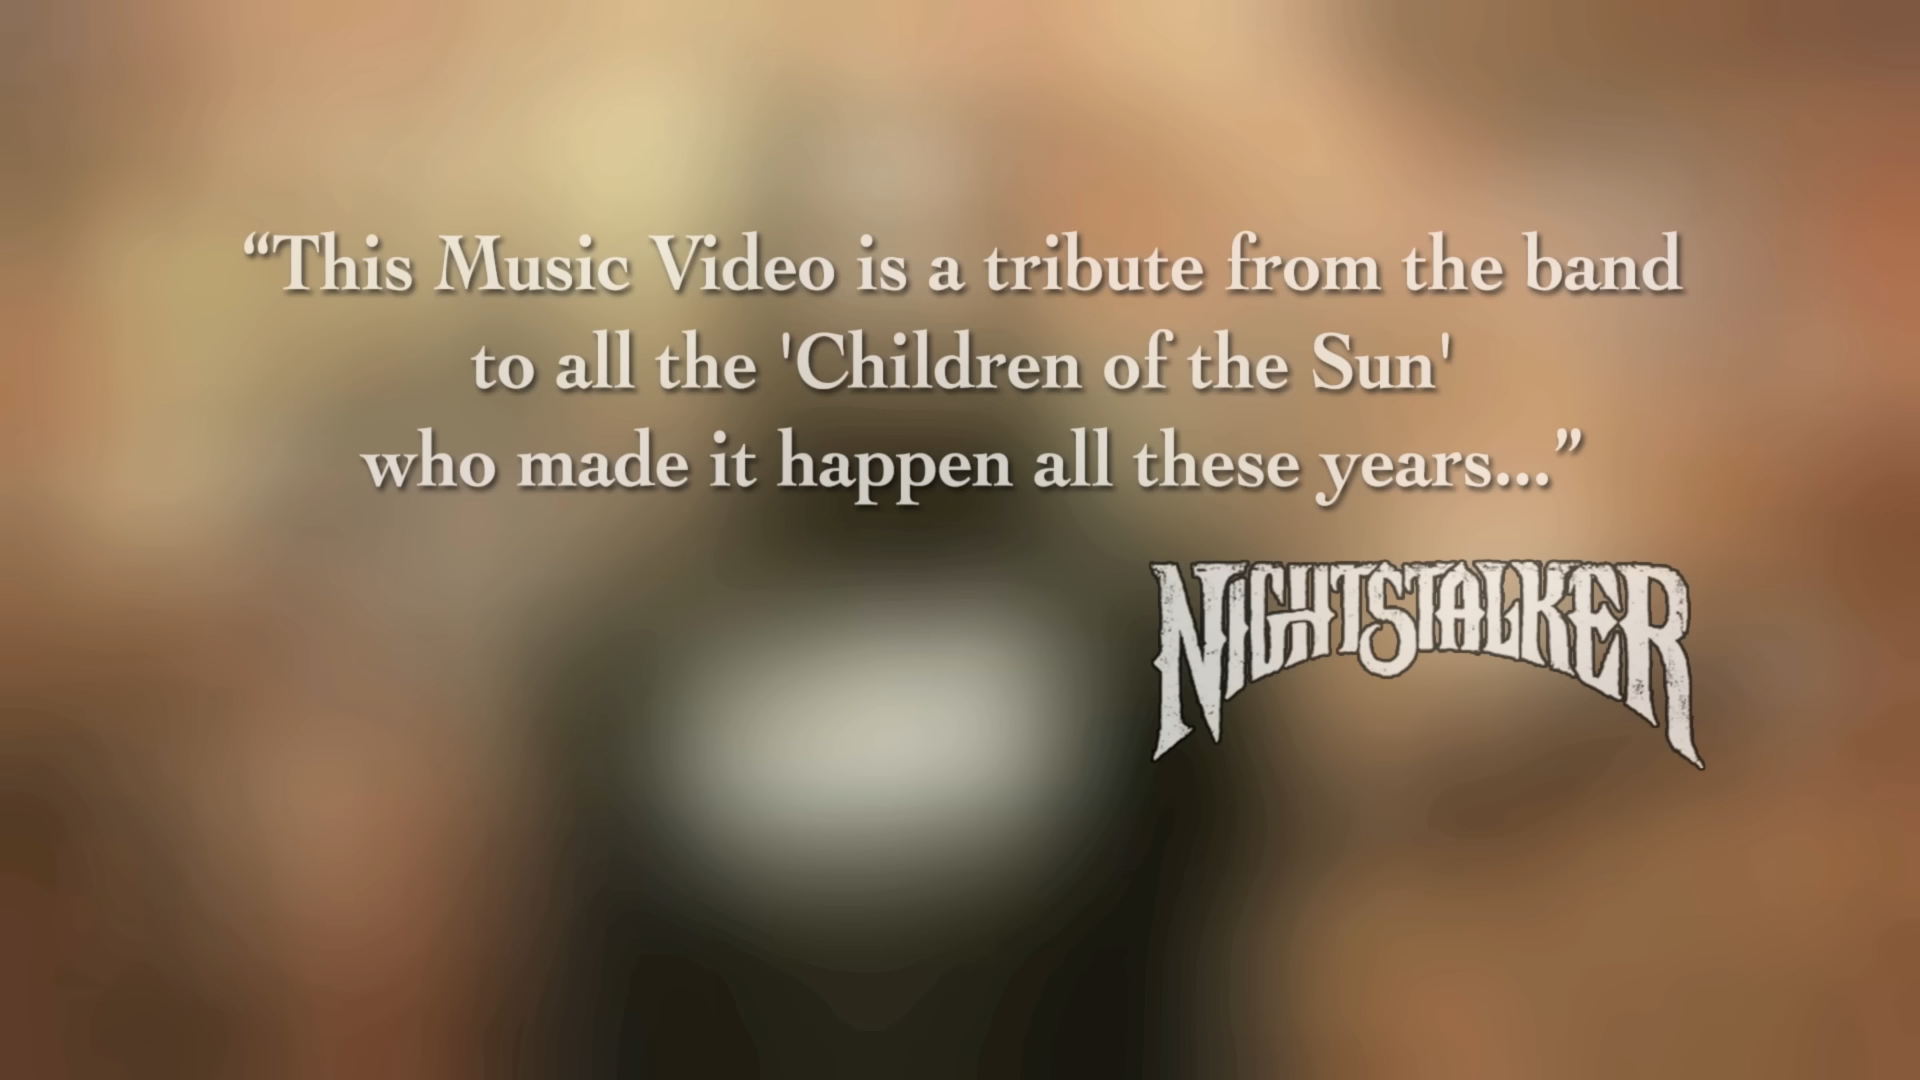 “This Music Video is a tribute from the band
to all the 'Children of the Sun'
who made it happen all these years...”
NIGHTSTALKER